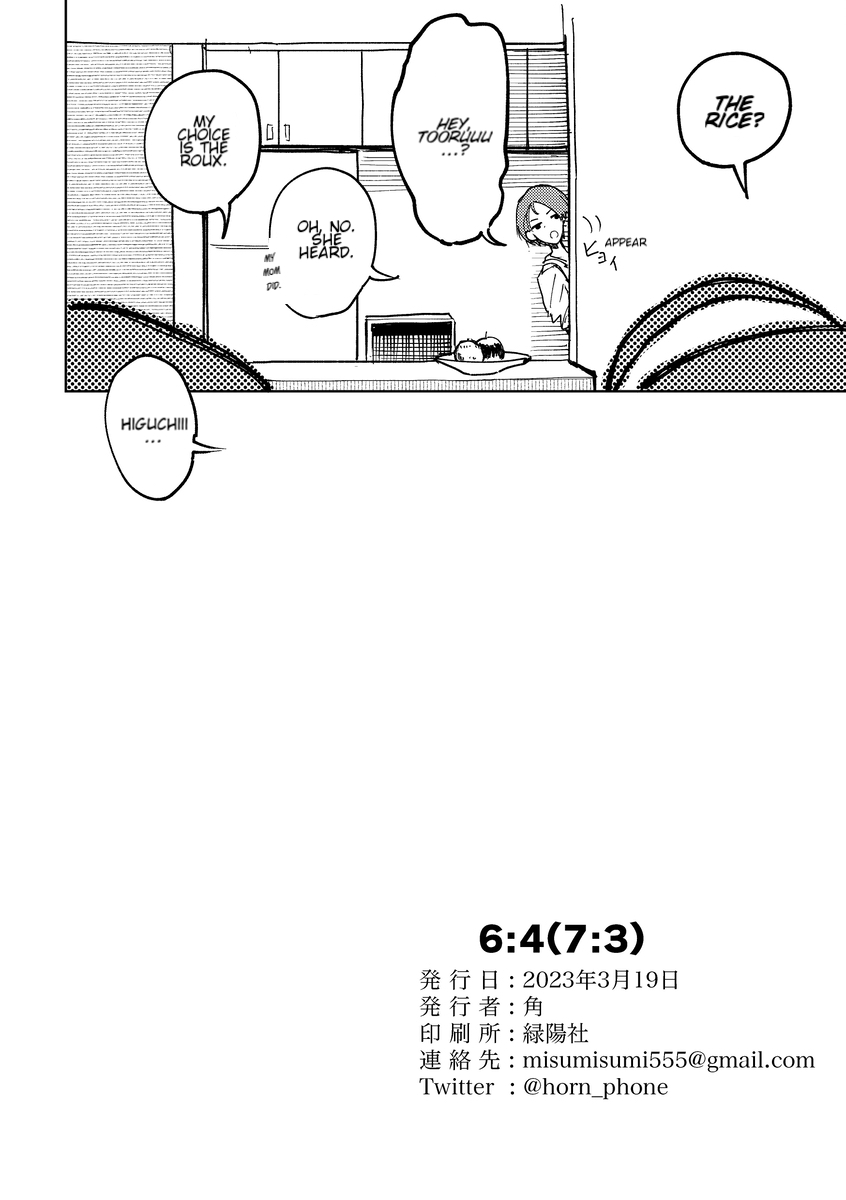 THE
RICE?
HEY,
TOORUUU
...?
APPEAR
ヒョイ
OH, NO.
SHE
HEARD.
MY
MOM
DID.
MY
CHOICE
IS THE
ROUX.
HIGUCHIII
...
6:4(7:3)
発行日:2023年3月19日
発行者:角
印刷所:緑陽社
連絡先:misumisumi555@gmail.com
Twitter :@horn_phone